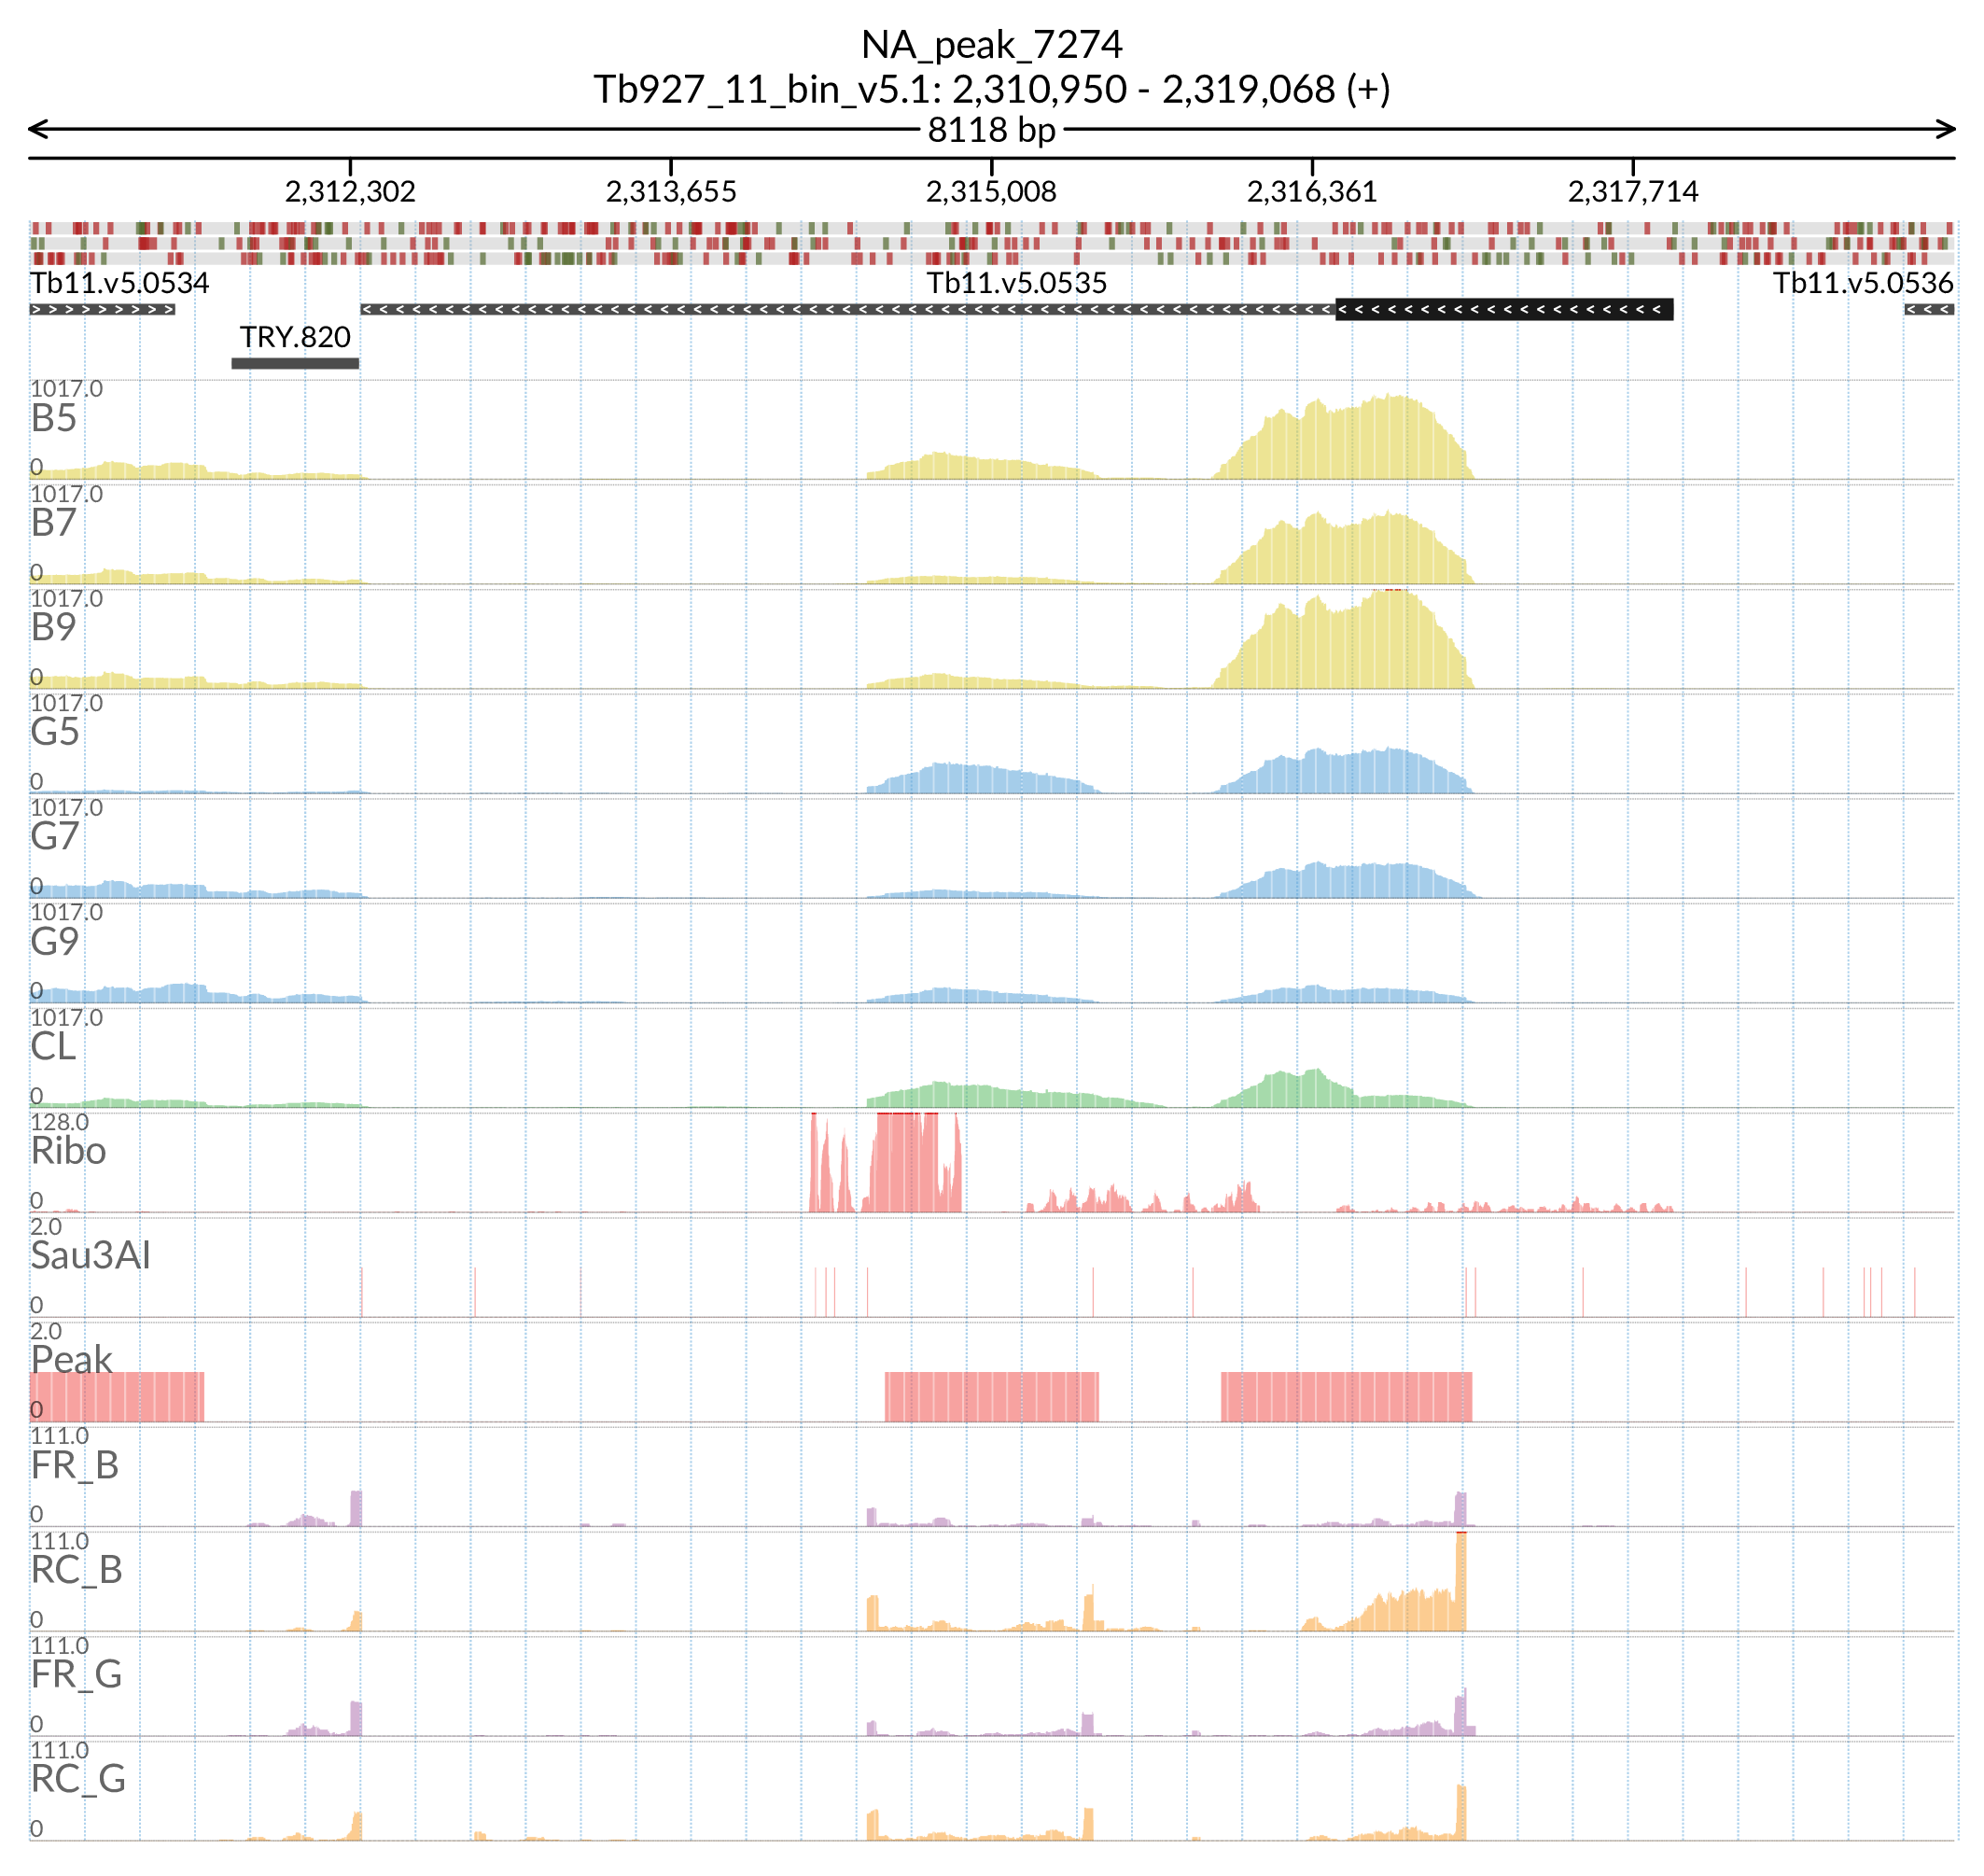 NA_peak_7274
Tb927_11_bin_v5.1: 2,310,950 - 2,319,068 (+)
8118 bp
2,312,302 2,313,655 2,315,008 2,316,361 2,317,714
Tb11.v5.0534 Tb11.v5.0535 Tb11.v5.0536
TRY.820
1017.0
B5
0
1017.0
B7
0
1017.0
B9
0
1017.0
G5
0
1017.0
G7
0
1017.0
G9
0
1017.0
CL
0
128.0
Ribo
0
2.0
Sau3AI
0
2.0
Peak
0
111.0
FR_B
0
111.0
RC_B
0
111.0
FR_G
0
111.0
RC_G
0